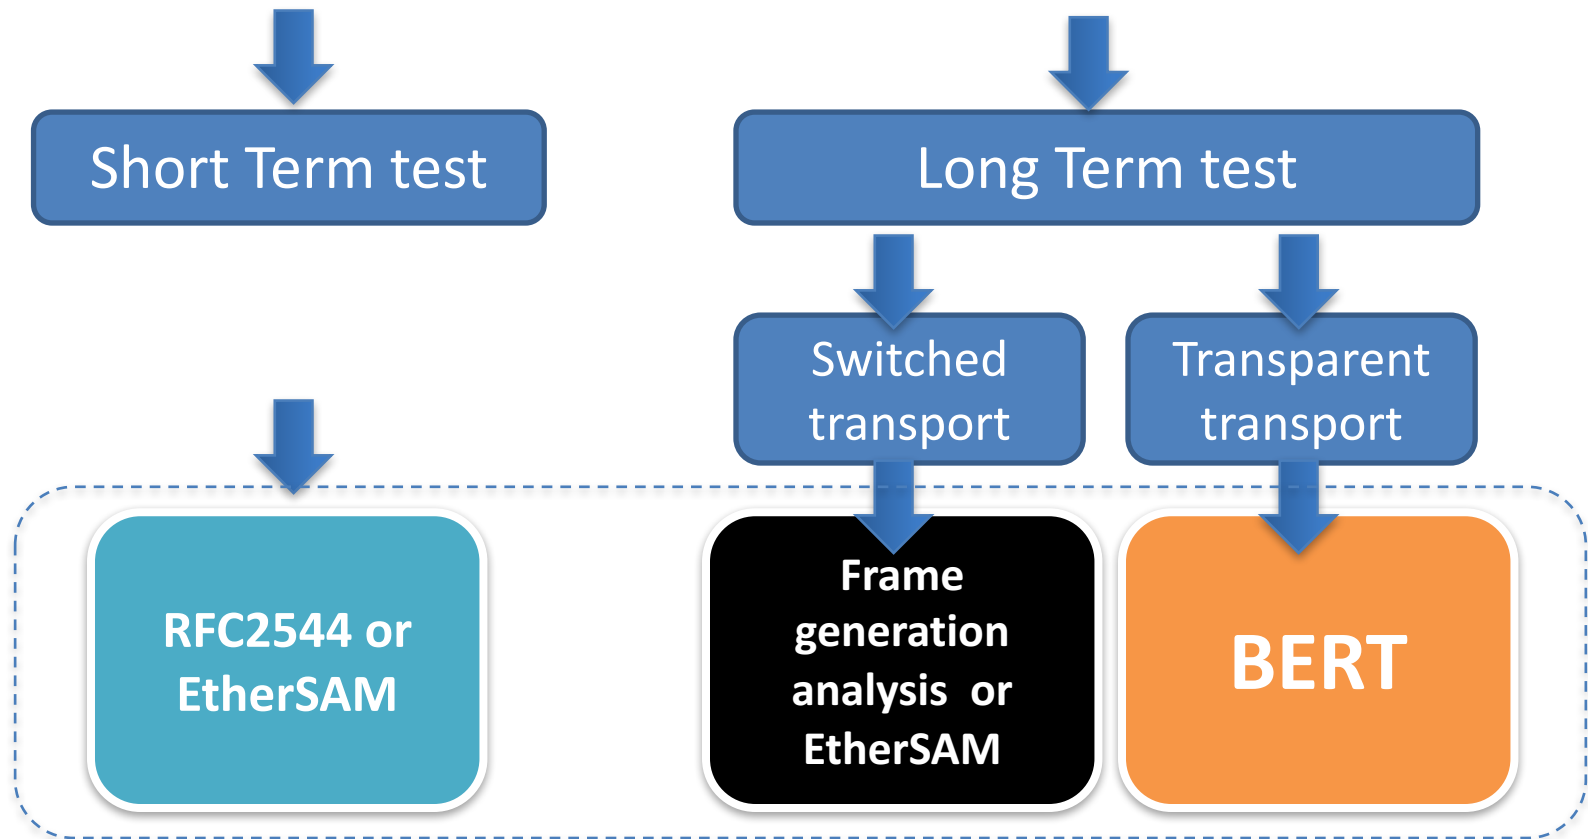 Short Term test
Long Term test
Switched
transport
Transparent
transport
RFC2544 or
EtherSAM
Frame
generation
analysis  or
EtherSAM
BERT